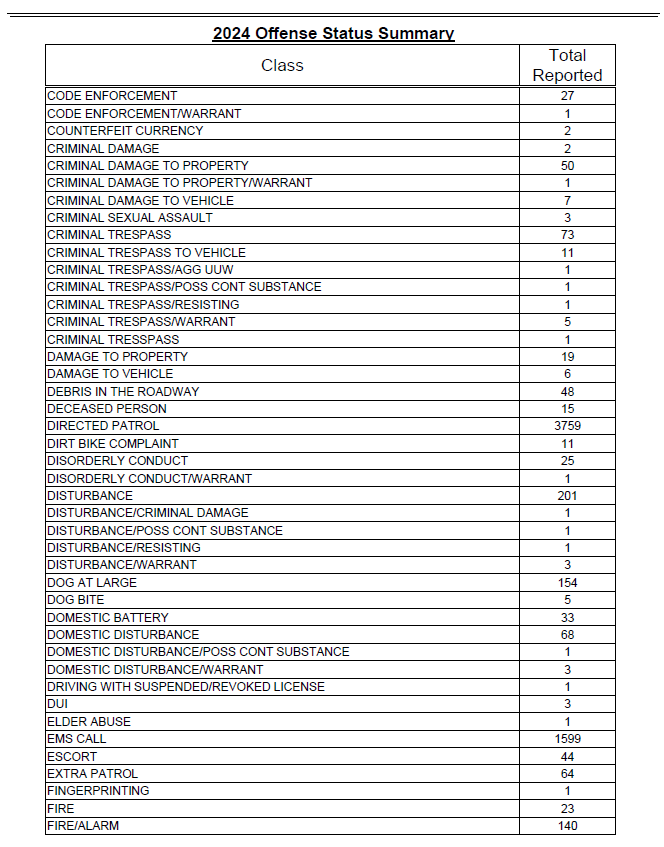 2024 Offense Status Summary
Class Total Reported
CODE ENFORCEMENT 27
CODE ENFORCEMENT/WARRANT 1
COUNTERFEIT CURRENCY 2
CRIMINAL DAMAGE 2
CRIMINAL DAMAGE TO PROPERTY 50
CRIMINAL DAMAGE TO PROPERTY/WARRANT 1
CRIMINAL DAMAGE TO VEHICLE 7
CRIMINAL SEXUAL ASSAULT 3
CRIMINAL TRESPASS 73
CRIMINAL TRESPASS TO VEHICLE 11
CRIMINAL TRESPASS/AGG UUW 1
CRIMINAL TRESPASS/POSS CONT SUBSTANCE 1
CRIMINAL TRESPASS/RESISTING 1
CRIMINAL TRESPASS/WARRANT 5
CRIMINAL TRESSPASS 1
DAMAGE TO PROPERTY 19
DAMAGE TO VEHICLE 6
DEBRIS IN THE ROADWAY 48
DECEASED PERSON 15
DIRECTED PATROL 3759
DIRT BIKE COMPLAINT 11
DISORDERLY CONDUCT 25
DISORDERLY CONDUCT/WARRANT 1
DISTURBANCE 201
DISTURBANCE/CRIMINAL DAMAGE 1
DISTURBANCE/POSS CONT SUBSTANCE 1
DISTURBANCE/RESISTING 1
DISTURBANCE/WARRANT 3
DOG AT LARGE 154
DOG BITE 5
DOMESTIC BATTERY 33
DOMESTIC DISTURBANCE 68
DOMESTIC DISTURBANCE/POSS CONT SUBSTANCE 1
DOMESTIC DISTURBANCE/WARRANT 3
DRIVING WITH SUSPENDED/REVOKED LICENSE 1
DUI 3
ELDER ABUSE 1
EMS CALL 1599
ESCORT 44
EXTRA PATROL 64
FINGERPRINTING 1
FIRE 23
FIRE/ALARM 140